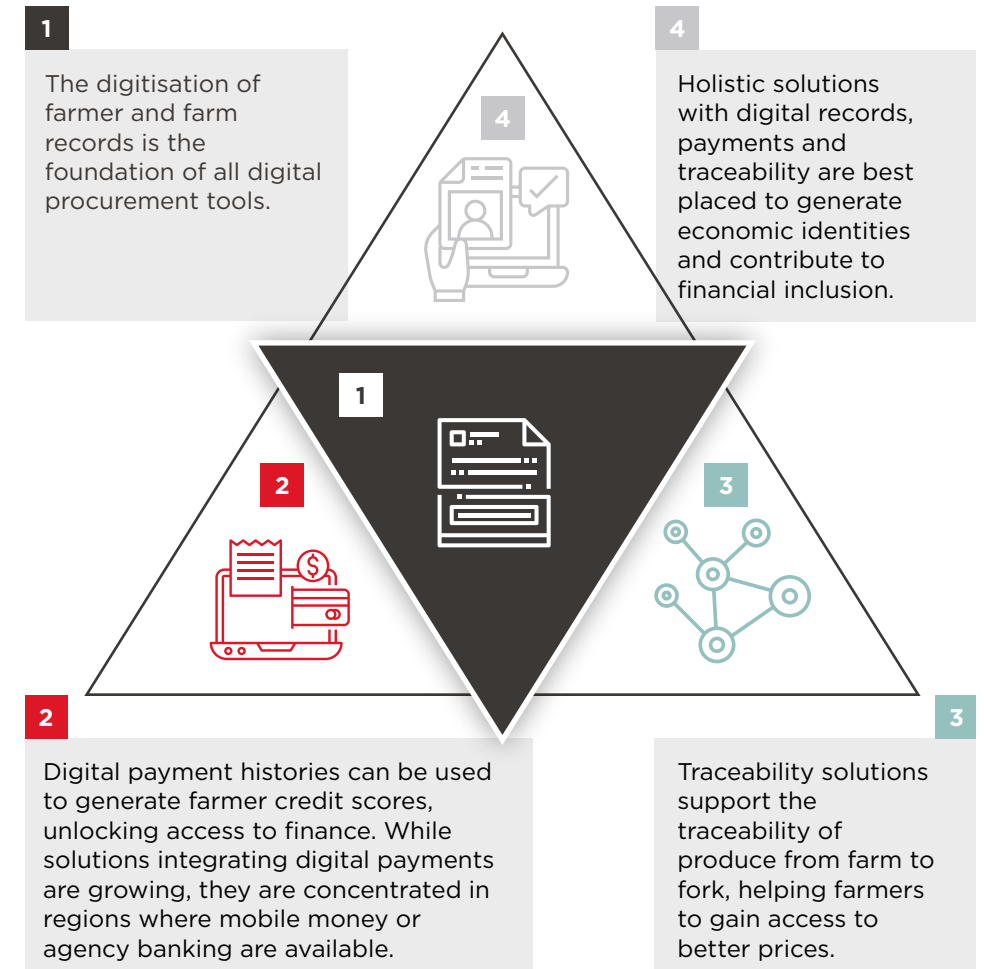 1
The digitisation of
farmer and farm
records is the
foundation of all digital
procurement tools.
4
Holistic solutions
with digital records,
payments and
traceability are best
placed to generate
economic identities
and contribute to
financial inclusion.
4
1
2
$
3
2
Digital payment histories can be used
to generate farmer credit scores,
unlocking access to finance. While
solutions integrating digital payments
are growing, they are concentrated in
regions where mobile money or
agency banking are available.
3
Traceability solutions
support the
traceability of
produce from farm to
fork, helping farmers
to gain access to
better prices.